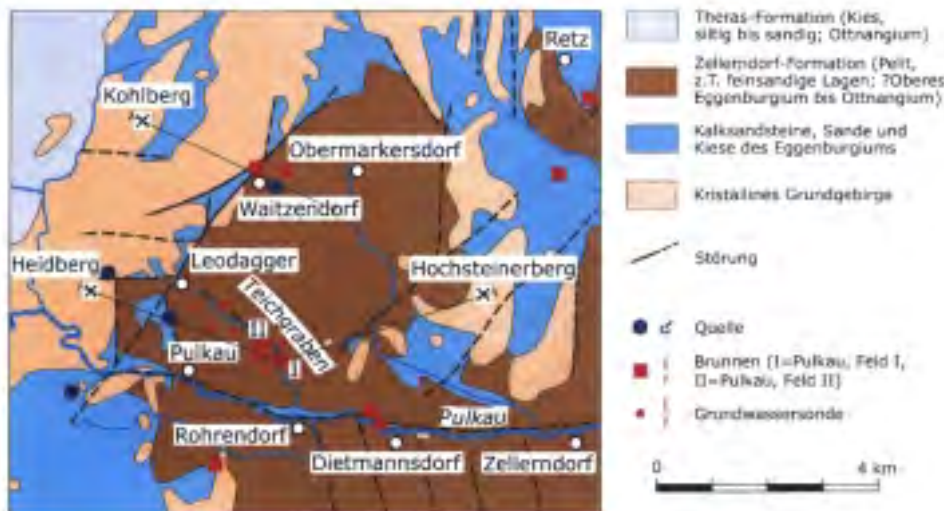 Retz
Kohlberg
Obermarkersdorf
Waitzendorf
Heidberg
Leodagger
Hochsteinerberg
Teichgraben
II
I
Pulkau
Pulkau
Rohrendorf
Dietmannsdorf
Zellerndorf
Theras-Formation (Kies,
siltig bis sandig; Ottnangium)
Zellerndorf-Formation (Pelit,
z.T. feinsandige Lagen; ?Oberes
Eggenburgium bis Ottnangium)
Kalksandsteine, Sande und
Kiese des Eggenburgiums
Kristallines Grundgebirge
Störung
Quelle
Brunnen (I=Pulkau, Feld I,
II=Pulkau, Feld II)
Grundwassersonde
0 4 km